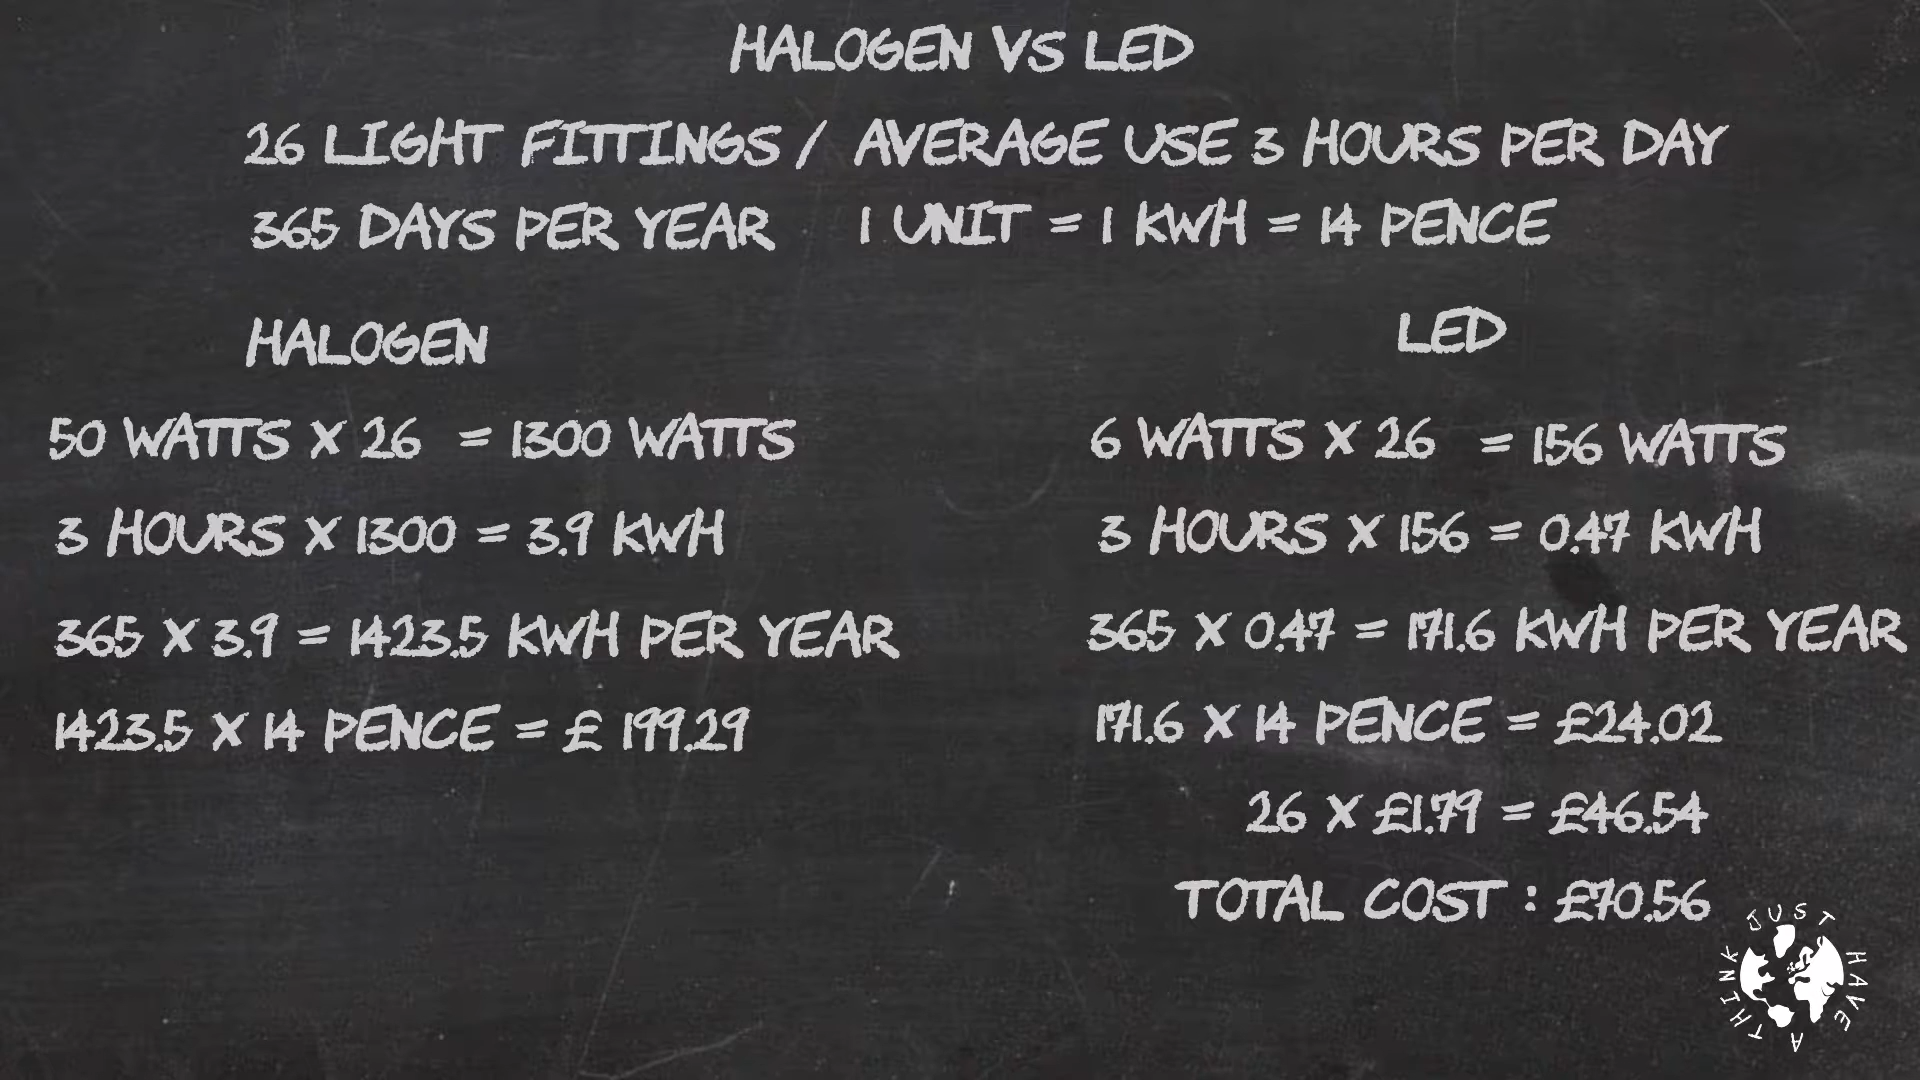 HALOGEN VS LED
26 LIGHT FITTINGS / AVERAGE USE 3 HOURS PER DAY
365 DAYS PER YEAR 1 UNIT = 1 KWH = 14 PENCE
HALOGEN
50 WATTS X 26 = 1300 WATTS
3 HOURS X 1300 = 3.9 KWH
365 X 3.9 = 1423.5 KWH PER YEAR
1423.5 X 14 PENCE = £ 199.29
LED
6 WATTS X 26 = 156 WATTS
3 HOURS X 156 = 0.47 KWH
365 X 0.47 = 171.6 KWH PER YEAR
171.6 X 14 PENCE = £24.02
26 X £1.79 = £46.54
TOTAL COST : £70.56
JUST HAVE A THINK